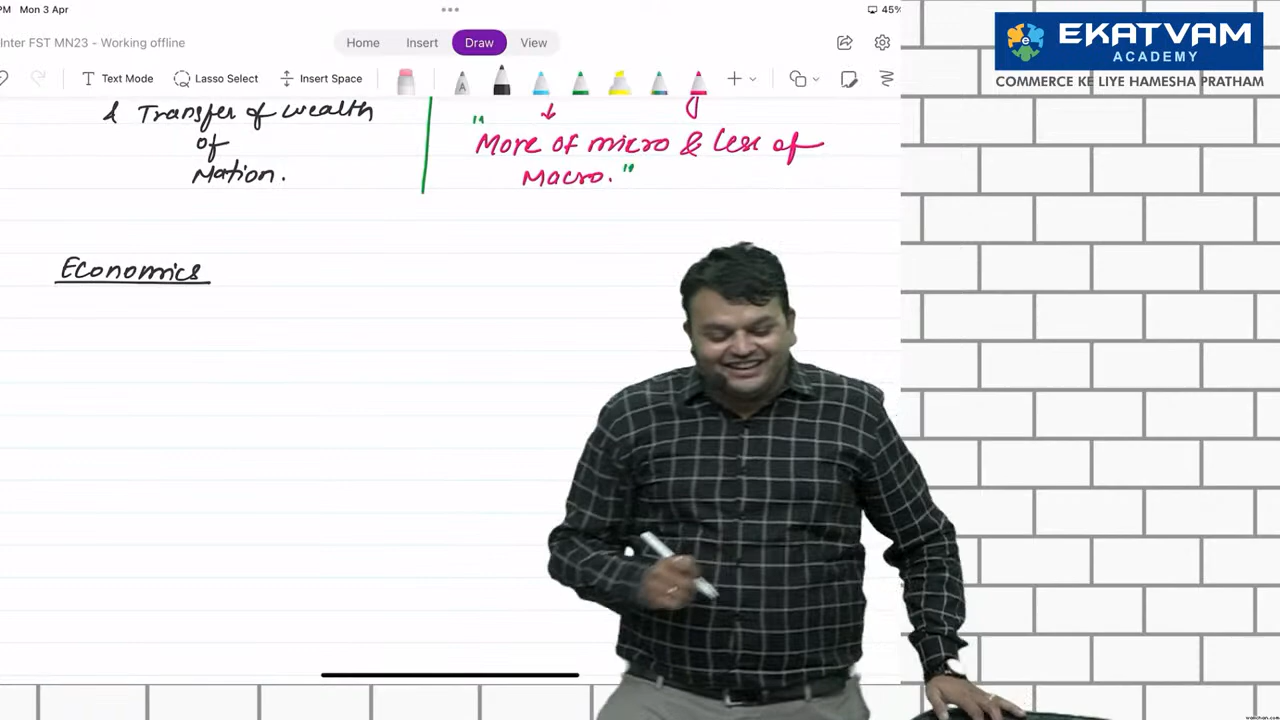 PM Mon 3 Apr
45%
EKATVAM
ACADEMY
COMMERCE KE LIYE HAMESHA PRATHAM
Inter FST MN23 - Working offline
Home Insert Draw View
Text Mode Lasso Select Insert Space
& Transfer of wealth
of
Nation.
"More of micro & Less of
Macro."
Economics